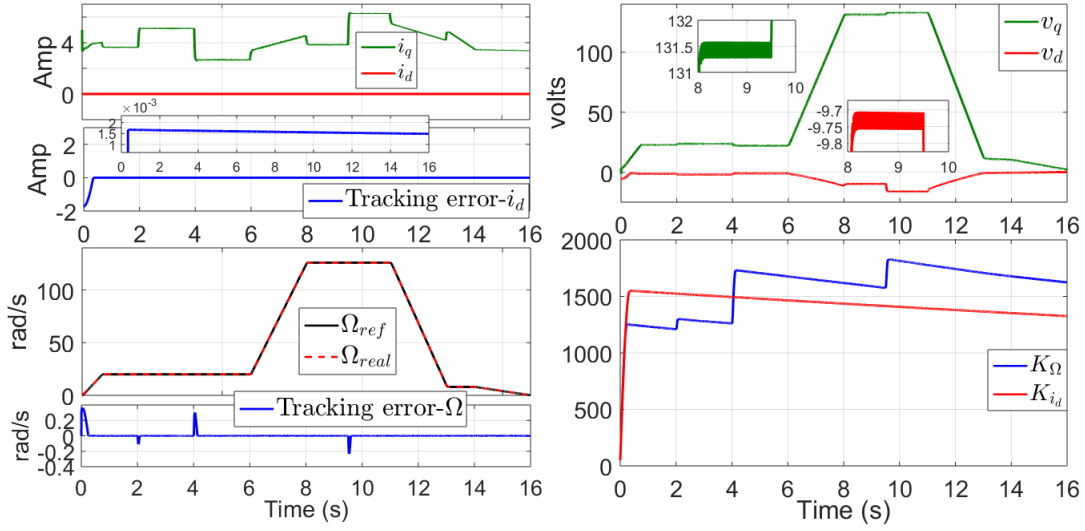 Amp
4
0
i_q
i_d
×10⁻³
2
1.5
1
0 2 4 6 8 10 12 14 16
Amp
2
0
-2
Tracking error-i_d
0 2 4 6 8 10 12 14 16
rad/s
100
50
0
Ω_ref
Ω_real
rad/s
0.2
0
-0.2
-0.4
Tracking error-Ω
0 2 4 6 8 10 12 14 16
Time (s)
volts
100
50
0
v_q
v_d
132
131.5
131
8 9 10
-9.7
-9.75
-9.8
8 9 10
0 2 4 6 8 10 12 14 16
2000
1500
1000
500
0
K_Ω
K_{i_d}
0 2 4 6 8 10 12 14 16
Time (s)